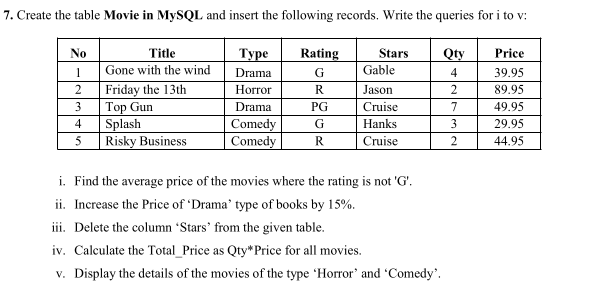 7. Create the table Movie in MySQL and insert the following records. Write the queries for i to v:
No Title Type Rating Stars Qty Price
1 Gone with the wind Drama G Gable 4 39.95
2 Friday the 13th Horror R Jason 2 89.95
3 Top Gun Drama PG Cruise 7 49.95
4 Splash Comedy G Hanks 3 29.95
5 Risky Business Comedy R Cruise 2 44.95
i. Find the average price of the movies where the rating is not 'G'.
ii. Increase the Price of ‘Drama’ type of books by 15%.
iii. Delete the column ‘Stars’ from the given table.
iv. Calculate the Total_Price as Qty*Price for all movies.
v. Display the details of the movies of the type ‘Horror’ and ‘Comedy’.